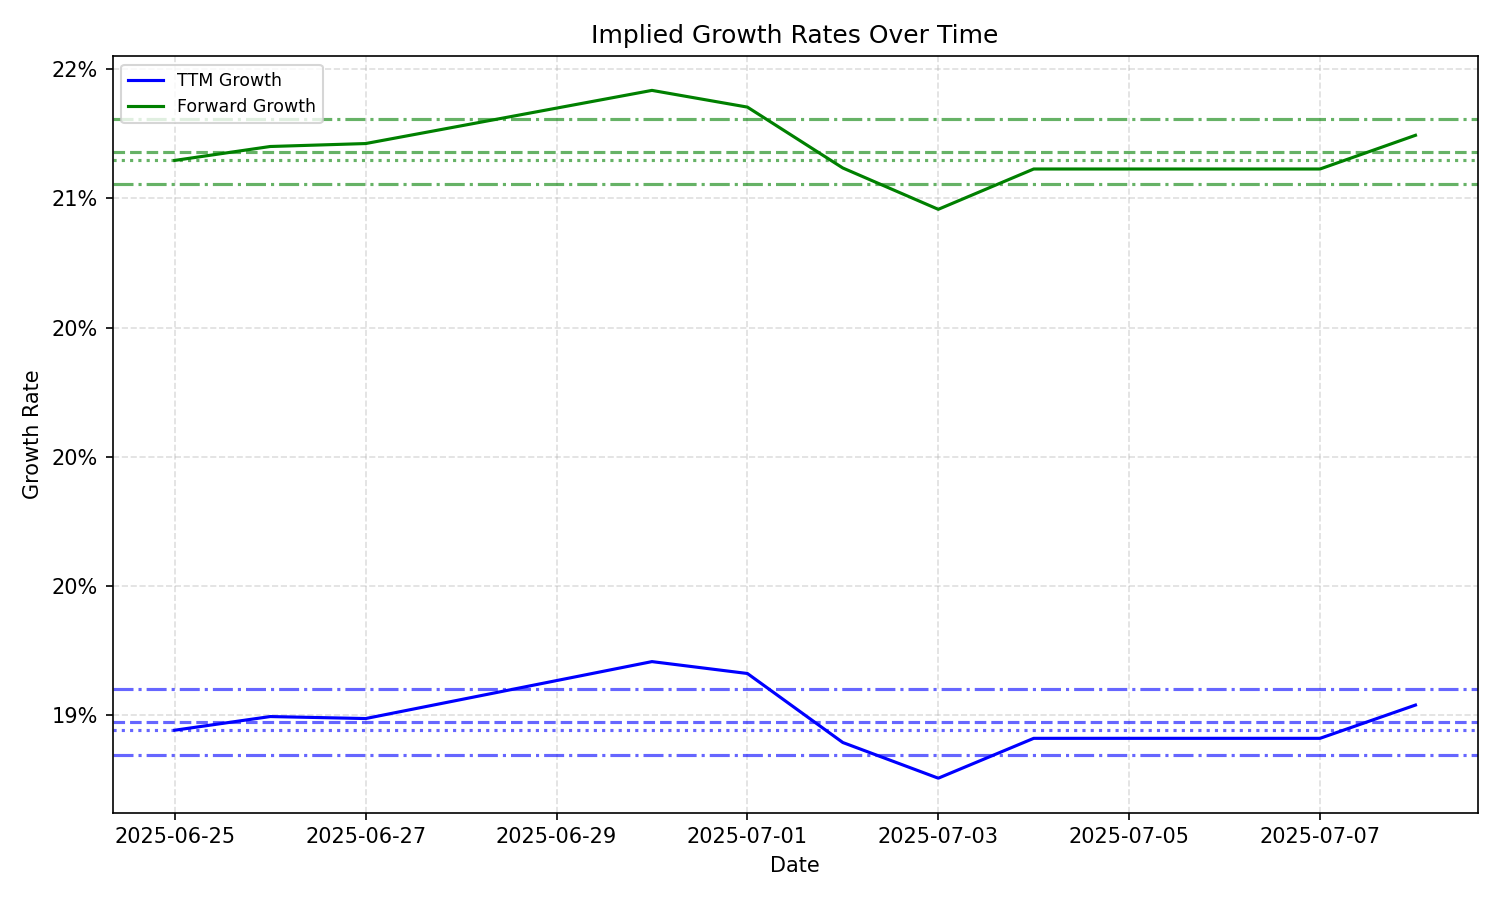 Implied Growth Rates Over Time
TTM Growth
Forward Growth
22%
21%
20%
20%
20%
19%
Growth Rate
2025-06-25
2025-06-27
2025-06-29
2025-07-01
2025-07-03
2025-07-05
2025-07-07
Date